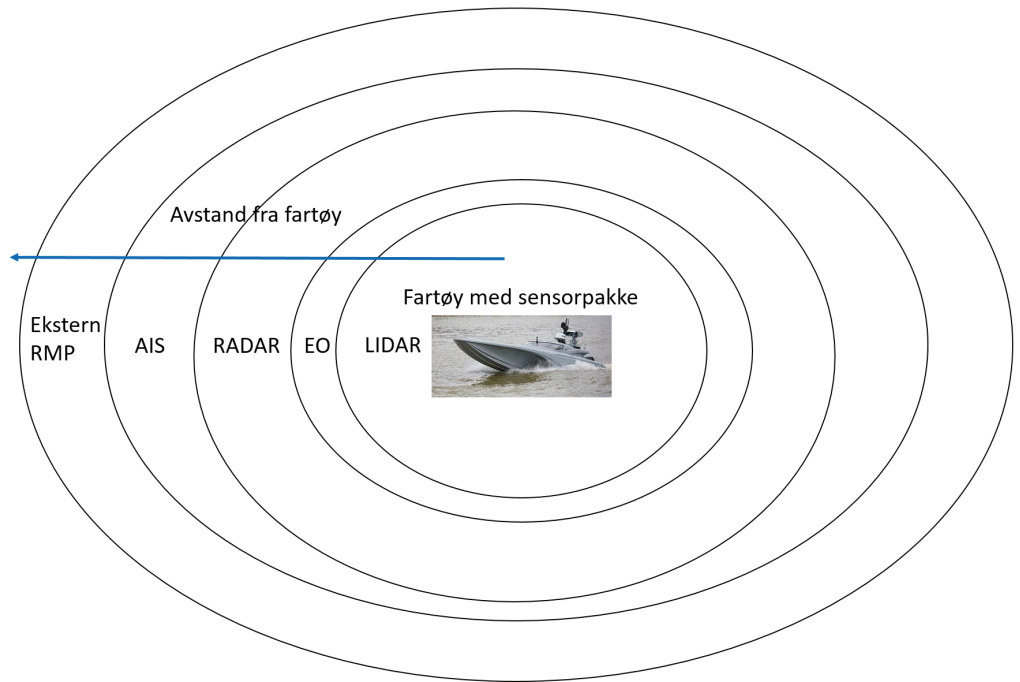 Avstand fra fartøy
Fartøy med sensorpakke
Ekstern
RMP
AIS
RADAR
EO
LIDAR